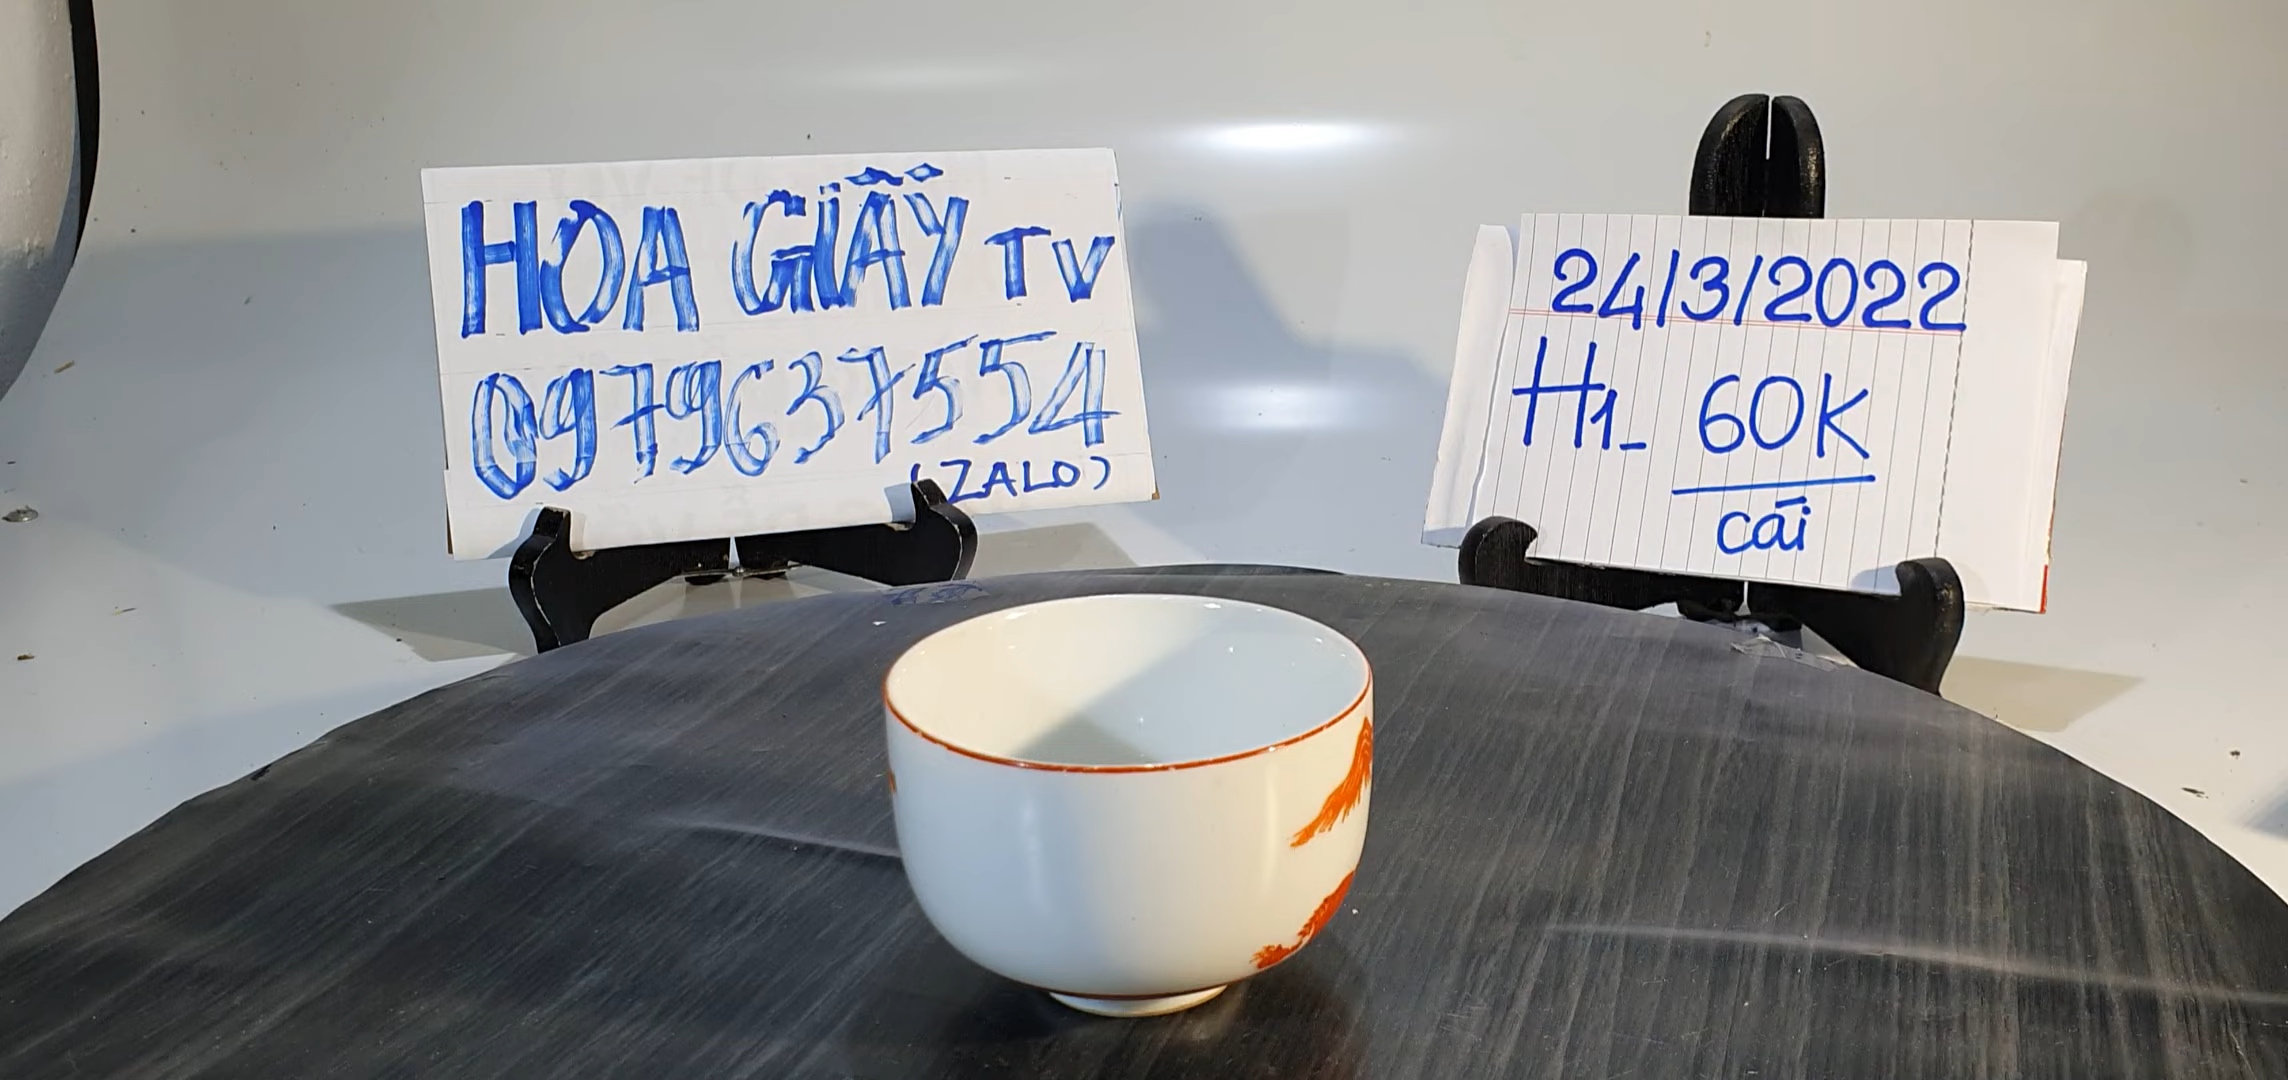 HOA GIẤY TV
0979637554
(ZALO)
24/3/2022
H1_ 60K
cái